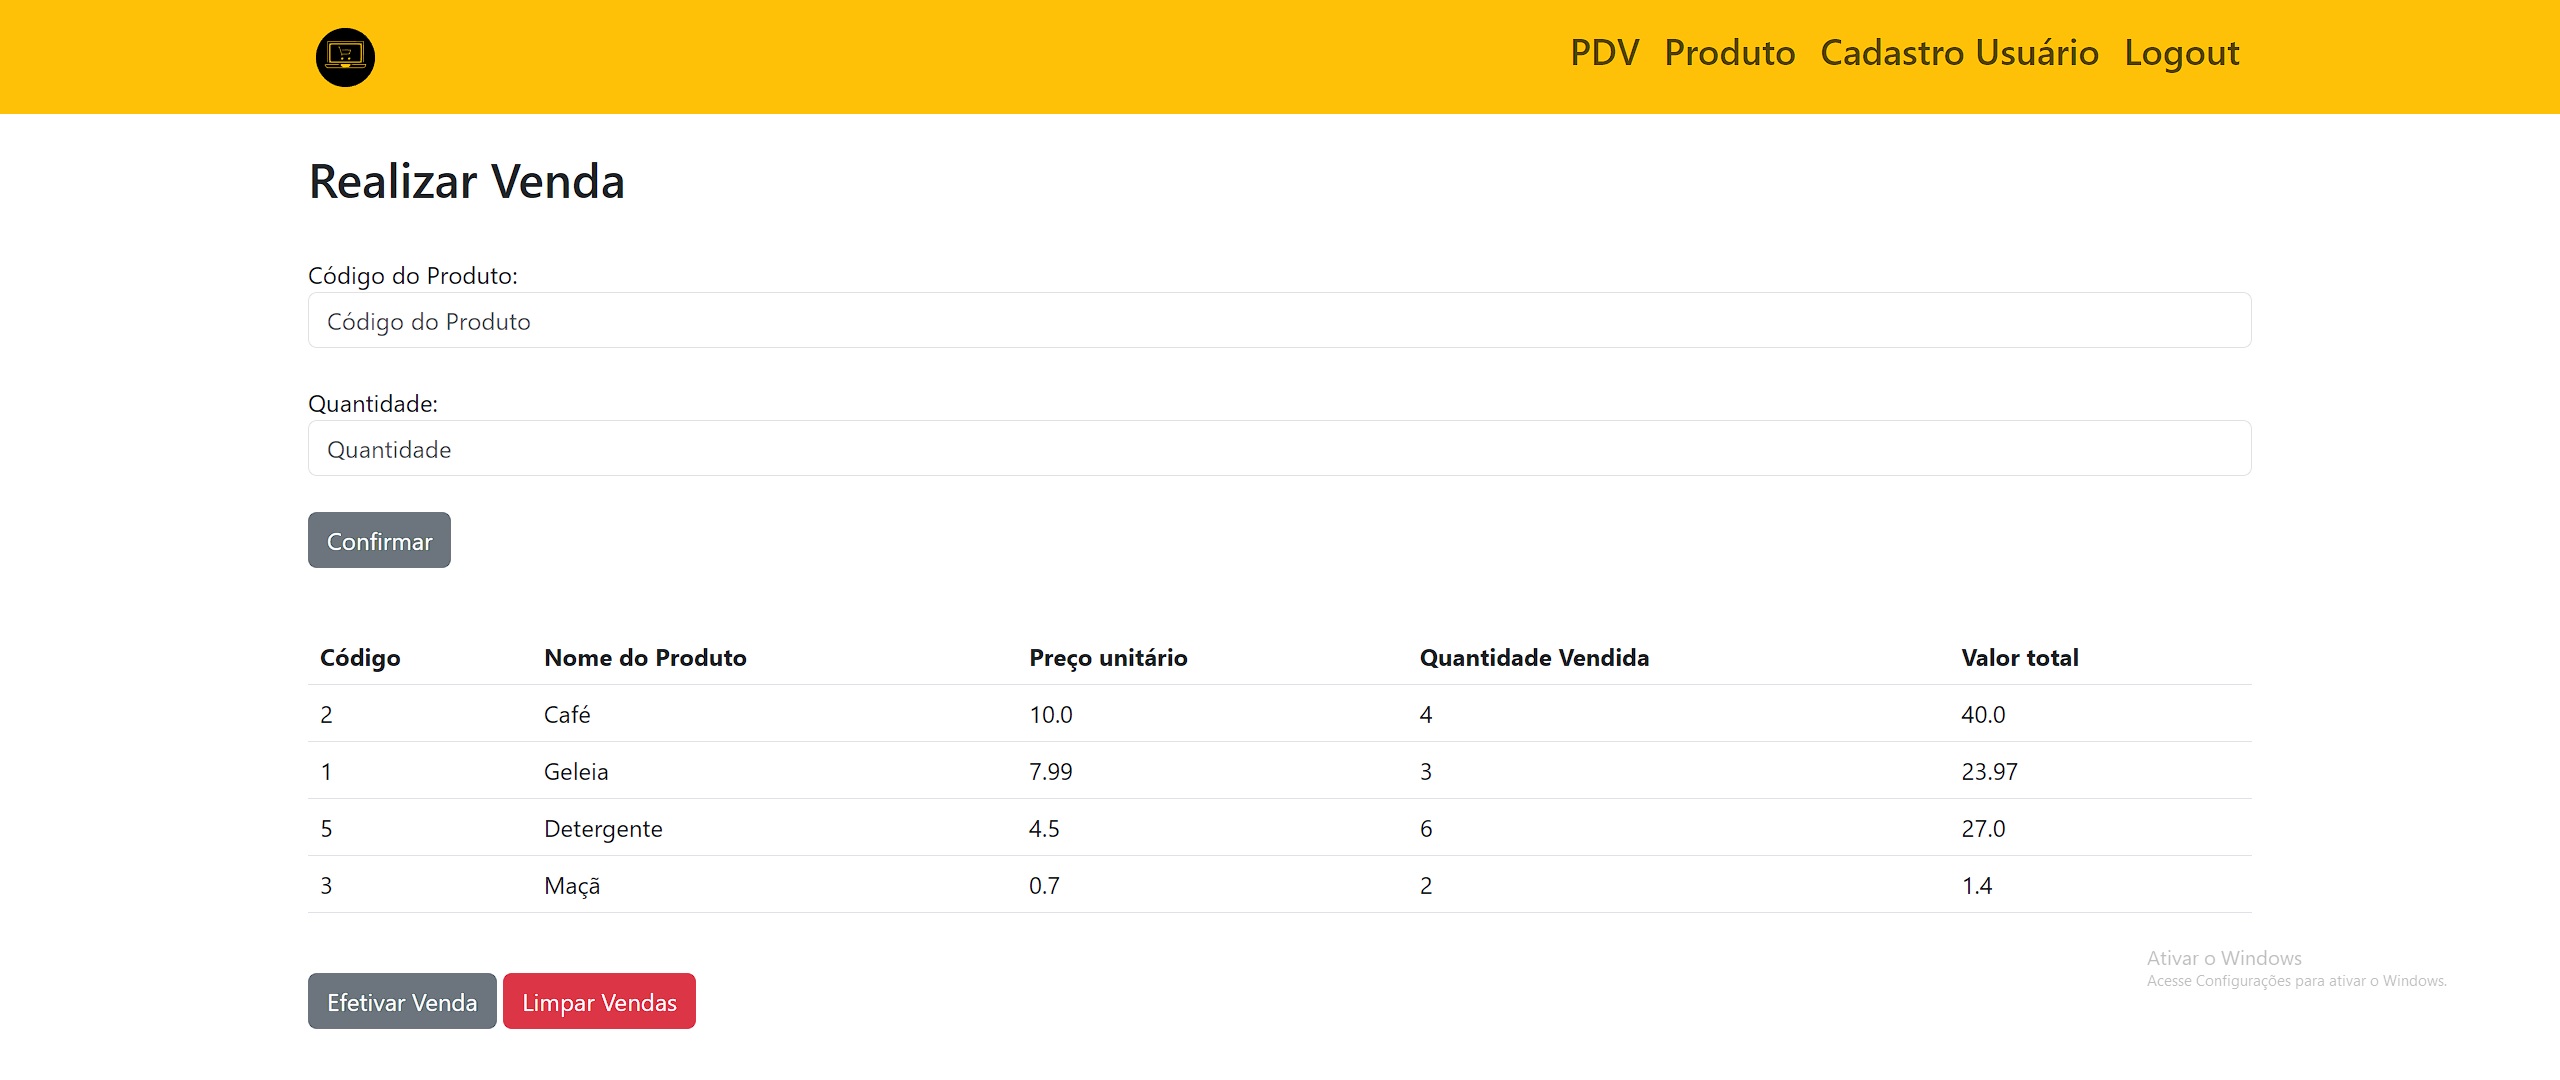 PDV Produto Cadastro Usuário Logout
Realizar Venda
Código do Produto:
Código do Produto
Quantidade:
Quantidade
Confirmar
Código Nome do Produto Preço unitário Quantidade Vendida Valor total
2 Café 10.0 4 40.0
1 Geleia 7.99 3 23.97
5 Detergente 4.5 6 27.0
3 Maçã 0.7 2 1.4
Ativar o Windows
Acesse Configurações para ativar o Windows.
Efetivar Venda Limpar Vendas